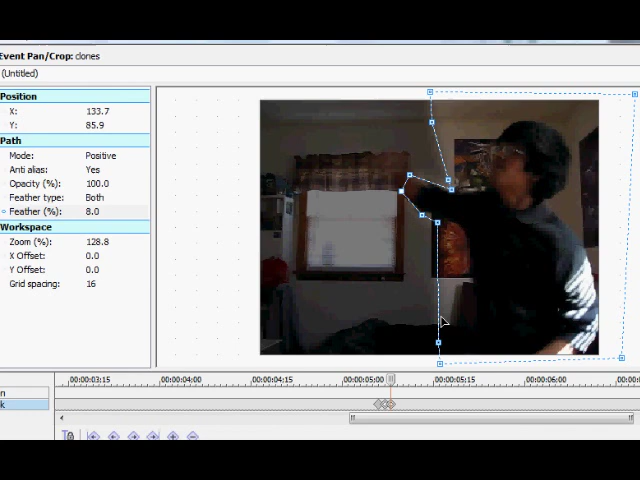 Event Pan/Crop: clones
(Untitled)
Position
X: 133.7
Y: 85.9
Path
Mode: Positive
Anti alias: Yes
Opacity (%): 100.0
Feather type: Both
Feather (%): 8.0
Workspace
Zoom (%): 128.8
X Offset: 0.0
Y Offset: 0.0
Grid spacing: 16
00:00:03;15 00:00:04;00 00:00:04;15 00:00:05;00 00:00:05;15 00:00:06;00 00:00:0
n
k